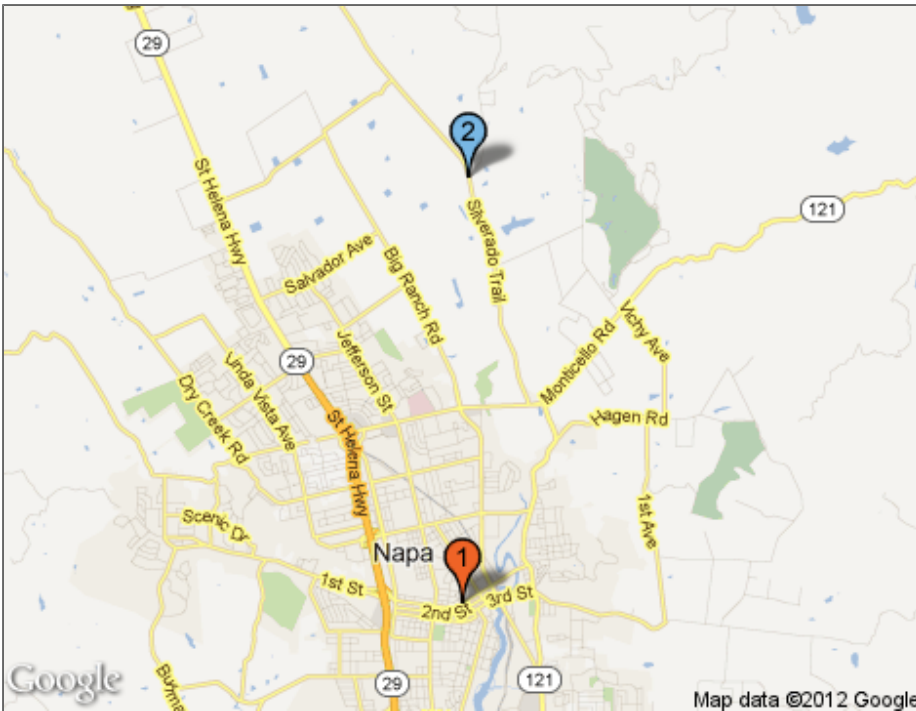 29
2
121
St Helena Hwy
Silverado Trail
Salvador Ave
Big Ranch Rd
Vichy Ave
Monticello Rd
Jefferson St
29
Linda Vista Ave
Dry Creek Rd
St Helena Hwy
Hagen Rd
1st Ave
Scenic Dr
Napa
1
1st St
2nd St
3rd St
29
121
Google
Map data ©2012 Google